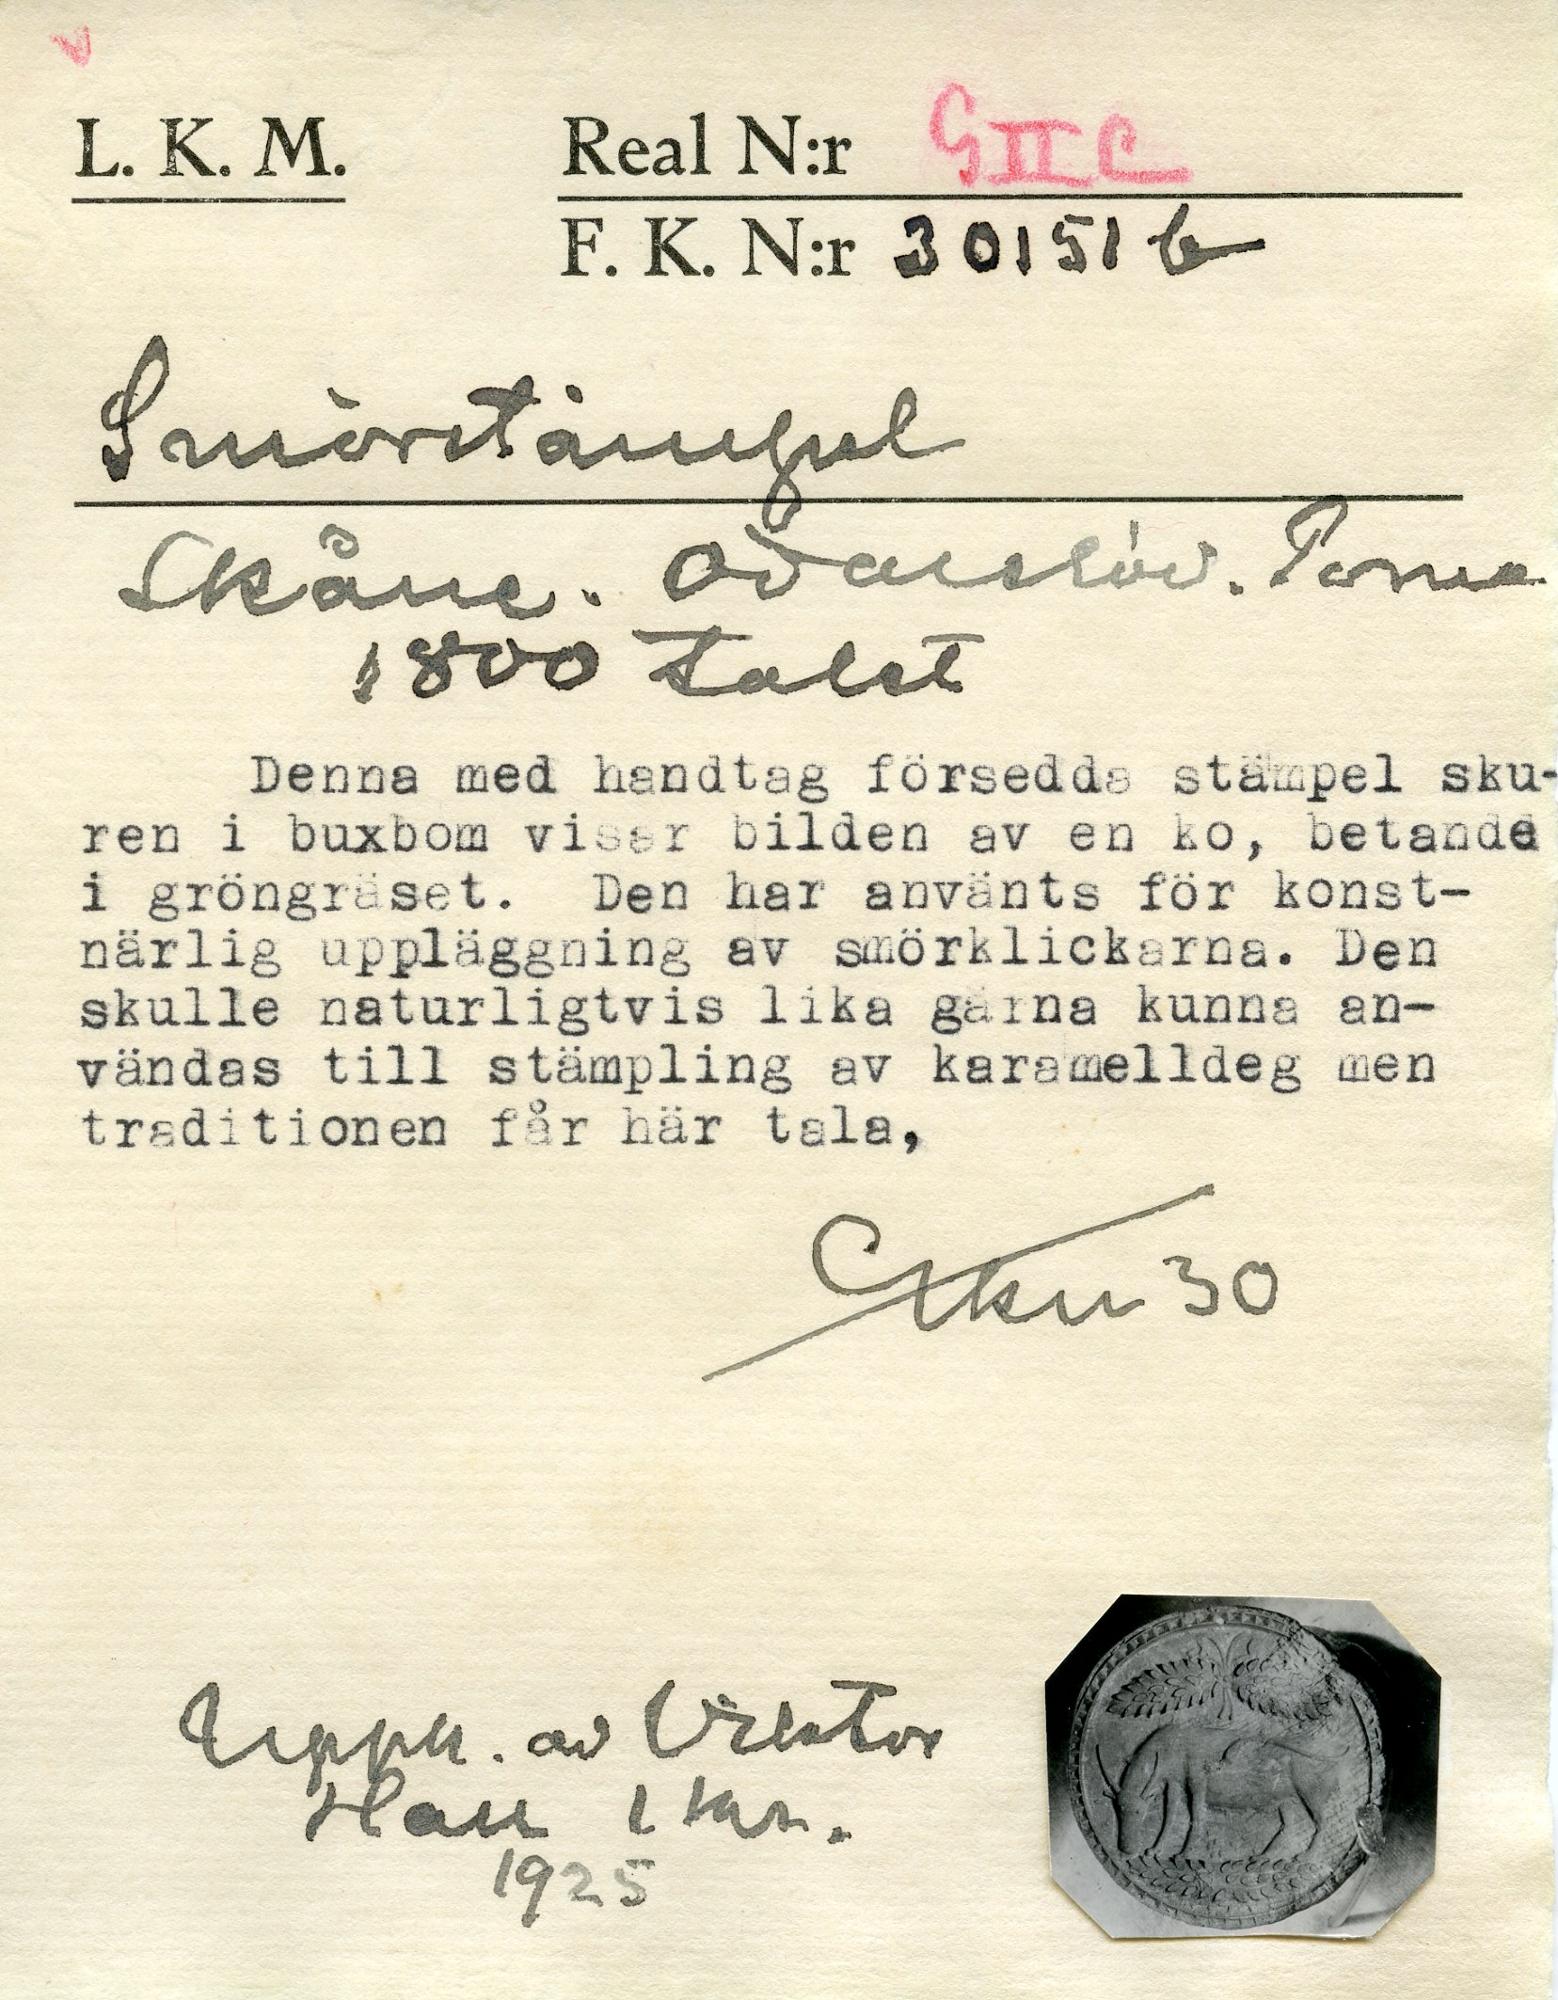 L. K. M.
Real N:r GIIC
F. K. N:r 30151 b
Smörstämpel
Skåne. Odarslöv. Torna
1800 talet
Denna med handtag försedda stämpel sku-
ren i buxbom visar bilden av en ko, betande
i gröngräset. Den har använts för konst-
närlig uppläggning av smörklickarna. Den
skulle naturligtvis lika gärna kunna an-
vändas till stämpling av karamelldeg men
traditionen får här tala,
30
Uppk. av Viktor
1 kr.
1925